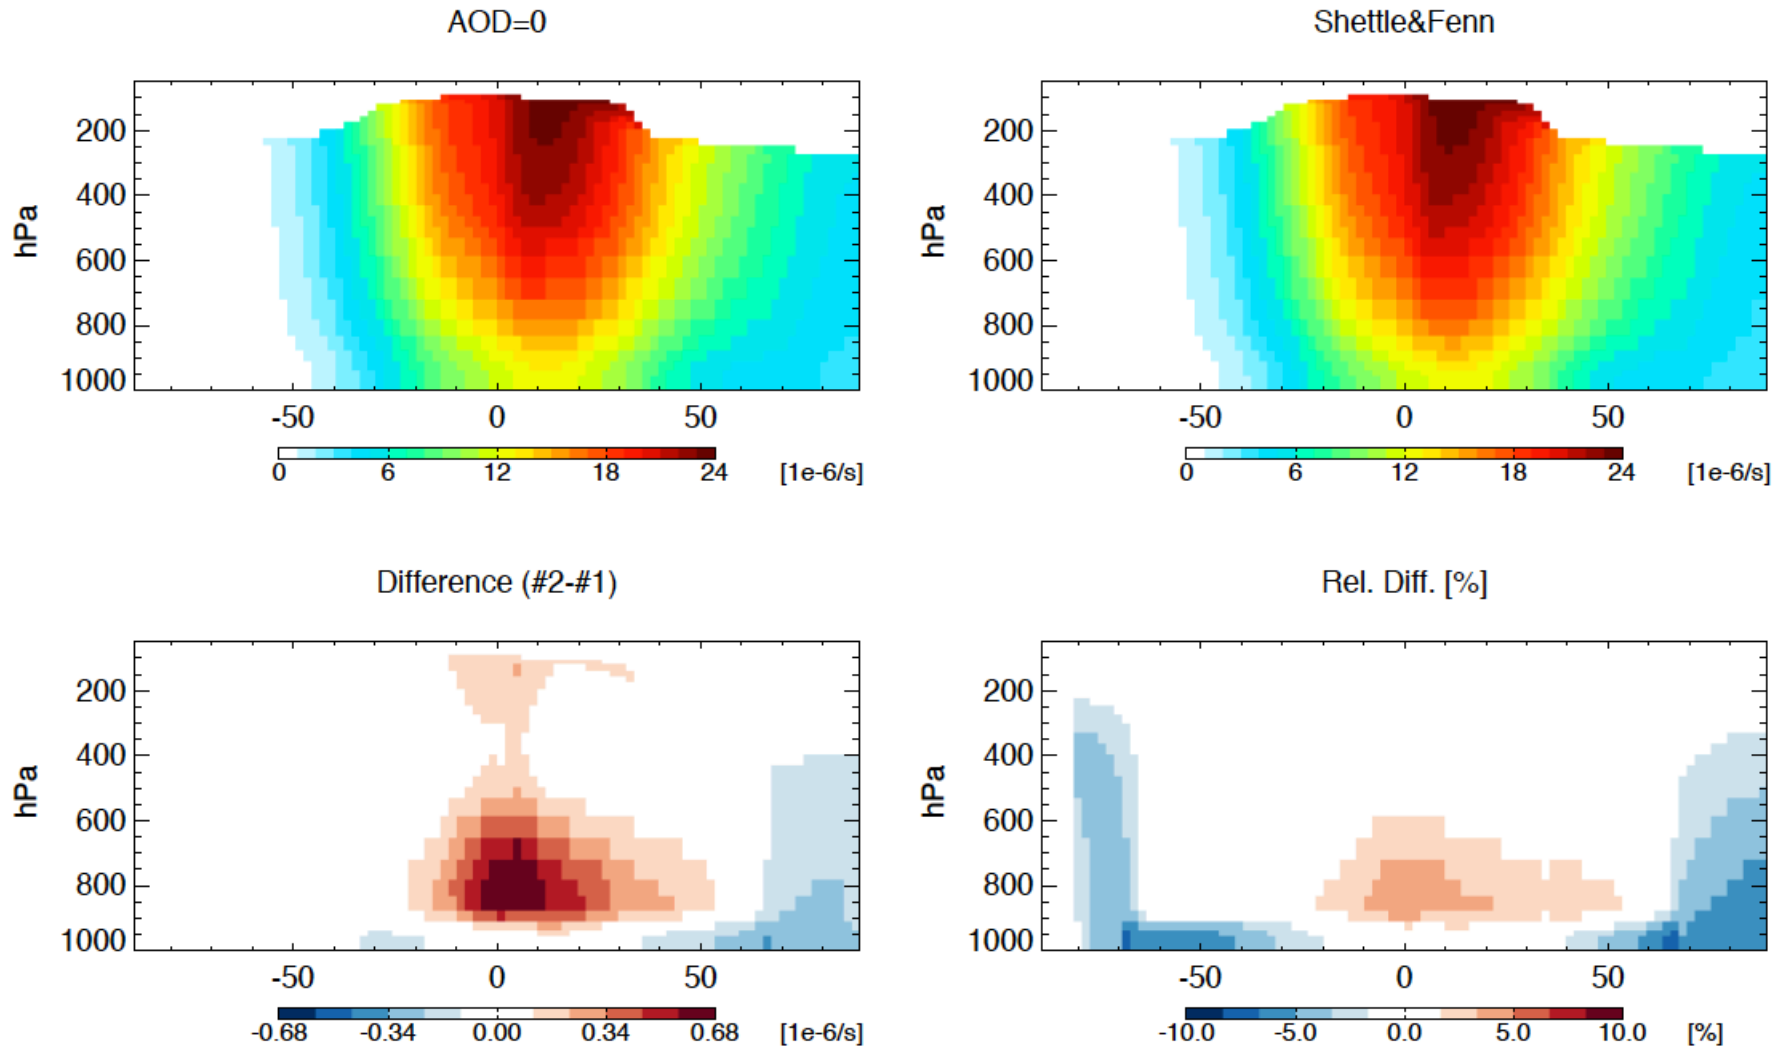 AOD=0
Shettle&Fenn
hPa
200
400
600
800
1000
-50 0 50
0 6 12 18 24 [1e-6/s]
hPa
200
400
600
800
1000
-50 0 50
0 6 12 18 24 [1e-6/s]
Difference (#2-#1)
Rel. Diff. [%]
hPa
200
400
600
800
1000
-50 0 50
-0.68 -0.34 0.00 0.34 0.68 [1e-6/s]
hPa
200
400
600
800
1000
-50 0 50
-10.0 -5.0 0.0 5.0 10.0 [%]